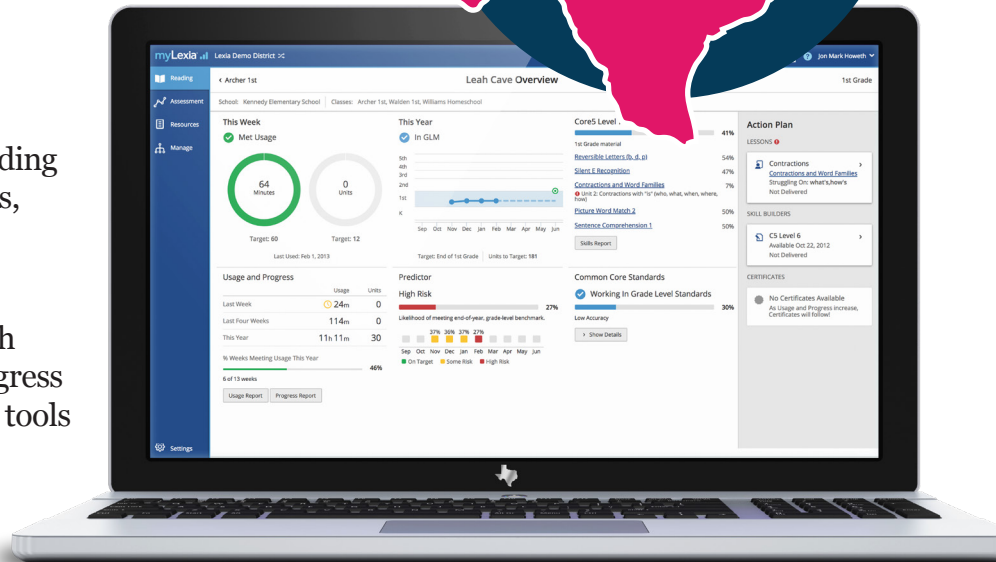 ding
s,
h
gress
tools
myLexia
Lexia Demo District
Jon Mark Howeth
Reading
Assessment
Resources
Manage
Settings
Archer 1st
Leah Cave Overview
1st Grade
School: Kennedy Elementary School
Classes: Archer 1st, Walden 1st, Williams Homeschool
This Week
Met Usage
64
Minutes
0
Units
Target: 60
Target: 12
Last Used: Feb 1, 2013
This Year
In GLM
5th
4th
3rd
2nd
1st
K
Sep Oct Nov Dec Jan Feb Mar Apr May Jun
Target: End of 1st Grade
Units to Target: 181
Core5 Level
41%
1st Grade material
Reversible Letters (b, d, p) 54%
Silent E Recognition 47%
Contractions and Word Families 7%
Unit 2: Contractions with "is" (who, what, when, where,
how)
Picture Word Match 2 50%
Sentence Comprehension 1 50%
Skills Report
Action Plan
LESSONS
Contractions
Contractions and Word Families
Struggling On: what's,how's
Not Delivered
SKILL BUILDERS
C5 Level 6
Available Oct 22, 2012
Not Delivered
CERTIFICATES
No Certificates Available
As Usage and Progress Increase,
Certificates will follow!
Usage and Progress
Usage Units
Last Week 24m 0
Last Four Weeks 114m 0
This Year 11h 11m 30
% Weeks Meeting Usage This Year
46%
6 of 13 weeks
Usage Report
Progress Report
Predictor
High Risk
27%
Likelihood of meeting end-of-year, grade-level benchmark.
37% 36% 37% 27%
Sep Oct Nov Dec Jan Feb Mar Apr May Jun
On Target Some Risk High Risk
Common Core Standards
Working In Grade Level Standards
30%
Low Accuracy
Show Details